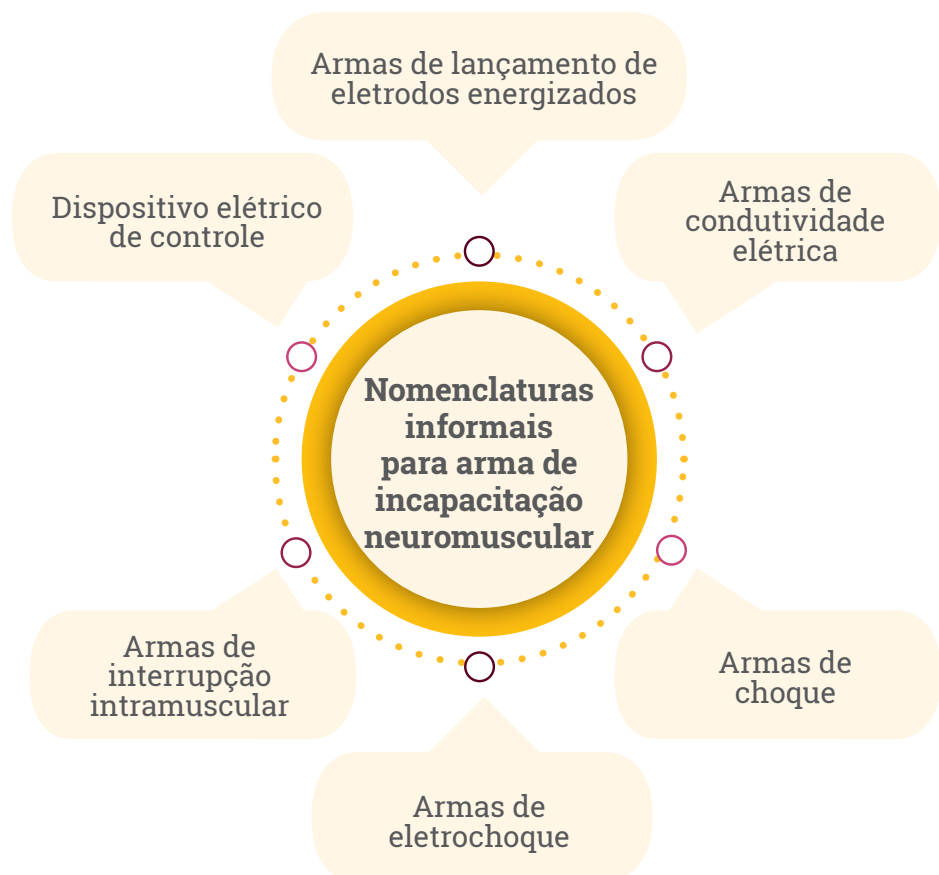 Armas de lançamento de
eletrodos energizados
Dispositivo elétrico
de controle
Armas de
condutividade
elétrica
Nomenclaturas
informais
para arma de
incapacitação
neuromuscular
Armas de
interrupção
intramuscular
Armas de
choque
Armas de
eletrochoque